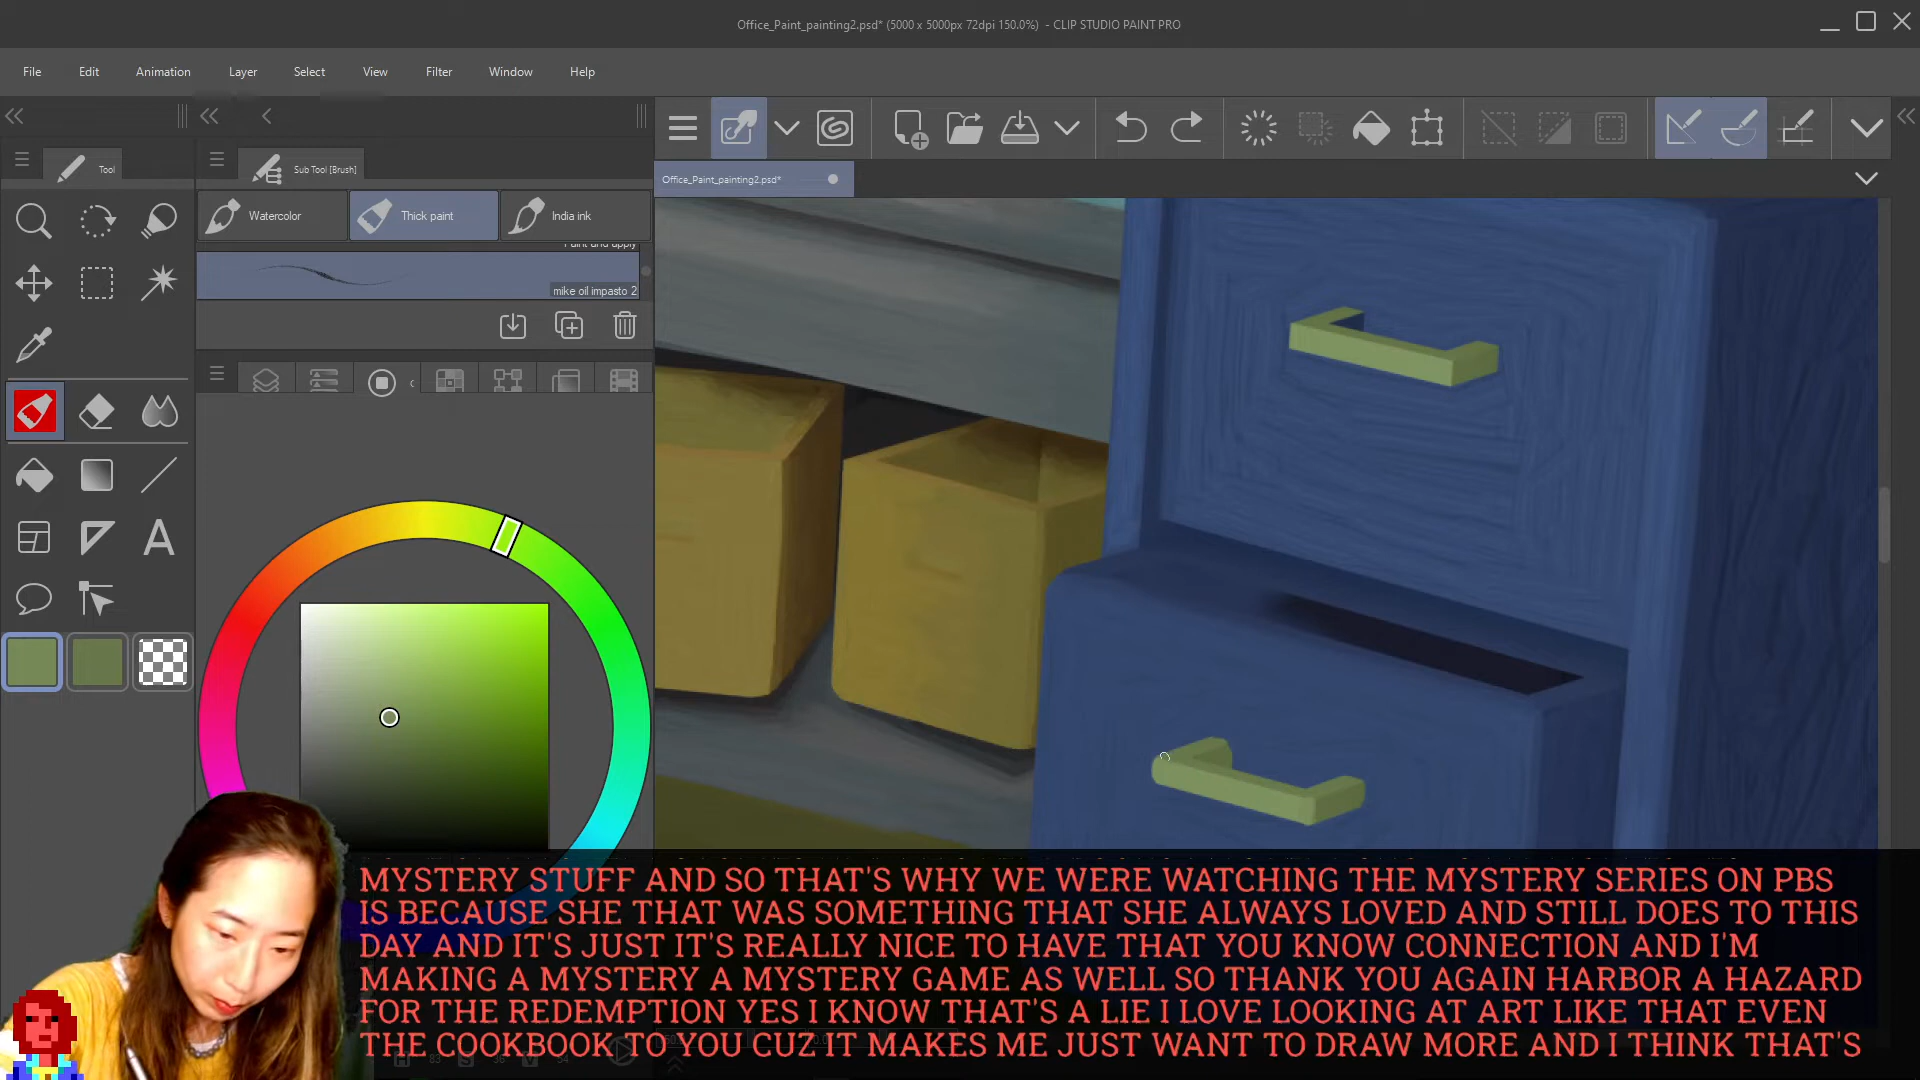 Office_Paint_painting2.psd* (5000 x 5000px 72dpi 150.0%) - CLIP STUDIO PAINT PRO
File Edit Animation Layer Select View Filter Window Help
Tool
Sub Tool [Brush]
Office_Paint_painting2.psd*
Watercolor Thick paint India ink
Paint and apply
mike oil impasto 2
MYSTERY STUFF AND SO THAT'S WHY WE WERE WATCHING THE MYSTERY SERIES ON PBS
IS BECAUSE SHE THAT WAS SOMETHING THAT SHE ALWAYS LOVED AND STILL DOES TO THIS
DAY AND IT'S JUST IT'S REALLY NICE TO HAVE THAT YOU KNOW CONNECTION AND I'M
MAKING A MYSTERY A MYSTERY GAME AS WELL SO THANK YOU AGAIN HARBOR A HAZARD
FOR THE REDEMPTION YES I KNOW THAT'S A LIE I LOVE LOOKING AT ART LIKE THAT EVEN
THE COOKBOOK TO YOU CUZ IT MAKES ME JUST WANT TO DRAW MORE AND I THINK THAT'S